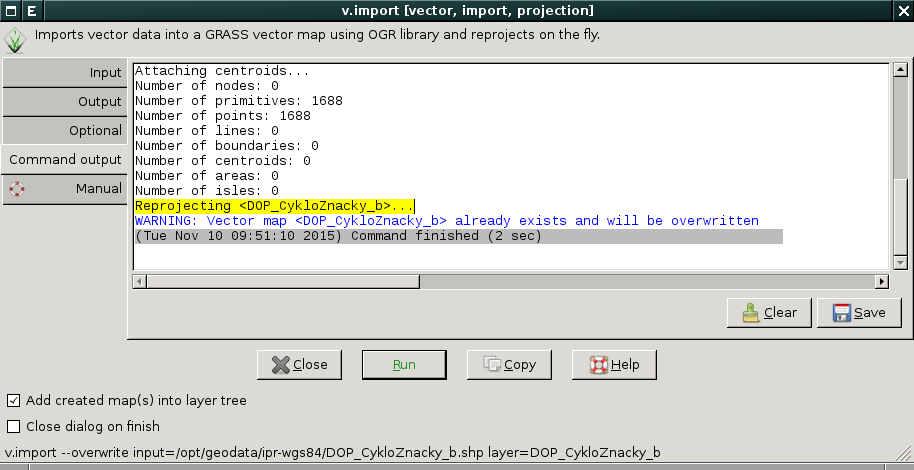 v.import [vector, import, projection]
Imports vector data into a GRASS vector map using OGR library and reprojects on the fly.
Input
Output
Optional
Command output
Manual
Attaching centroids...
Number of nodes: 0
Number of primitives: 1688
Number of points: 1688
Number of lines: 0
Number of boundaries: 0
Number of centroids: 0
Number of areas: 0
Number of isles: 0
Reprojecting <DOP_CykloZnacky_b>...
WARNING: Vector map <DOP_CykloZnacky_b> already exists and will be overwritten
(Tue Nov 10 09:51:10 2015) Command finished (2 sec)
Clear
Save
Close
Run
Copy
Help
Add created map(s) into layer tree
Close dialog on finish
v.import --overwrite input=/opt/geodata/ipr-wgs84/DOP_CykloZnacky_b.shp layer=DOP_CykloZnacky_b